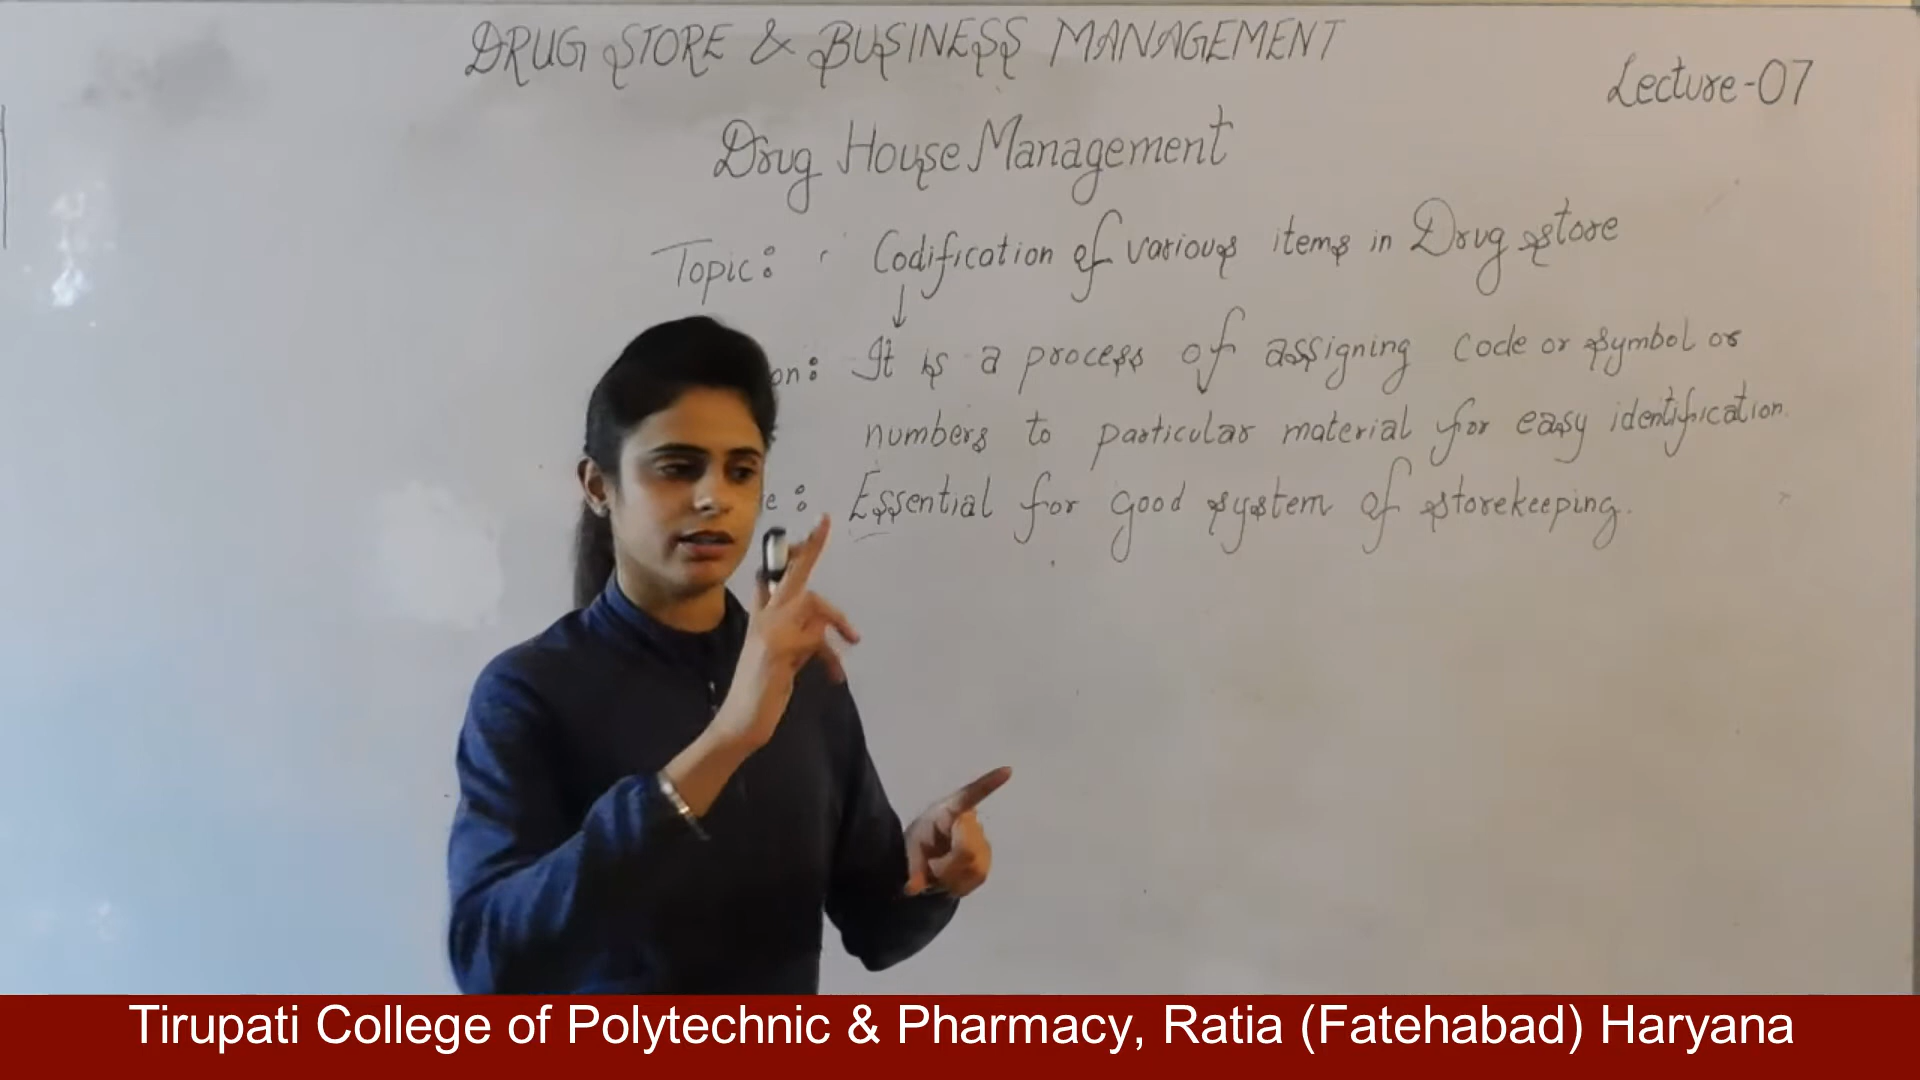 DRUG STORE & BUSINESS MANAGEMENT
Lecture-07
Drug House Management
Topic: Codification of various items in Drug store
on: It is a process of assigning code or symbol or
numbers to particular material for easy identification.
e: Essential for good system of storekeeping.
Tirupati College of Polytechnic & Pharmacy, Ratia (Fatehabad) Haryana